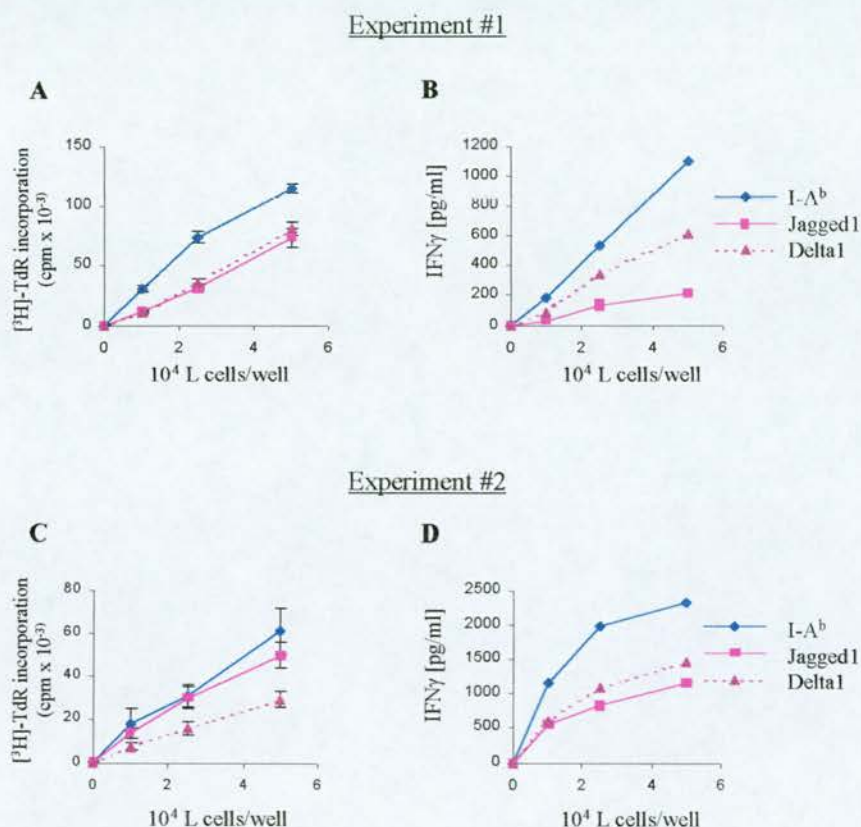 Experiment #1
A
B
[³H]-TdR incorporation
(cpm x 10⁻³)
150
100
50
0
0 2 4 6
10⁴ L cells/well
IFNγ [pg/ml]
1200
1000
800
600
400
200
0
0 2 4 6
10⁴ L cells/well
I-Aᵇ
Jagged1
Delta1
Experiment #2
C
D
[³H]-TdR incorporation
(cpm x 10⁻³)
80
60
40
20
0
0 2 4 6
10⁴ L cells/well
IFNγ [pg/ml]
2500
2000
1500
1000
500
0
0 2 4 6
10⁴ L cells/well
I-Aᵇ
Jagged1
Delta1